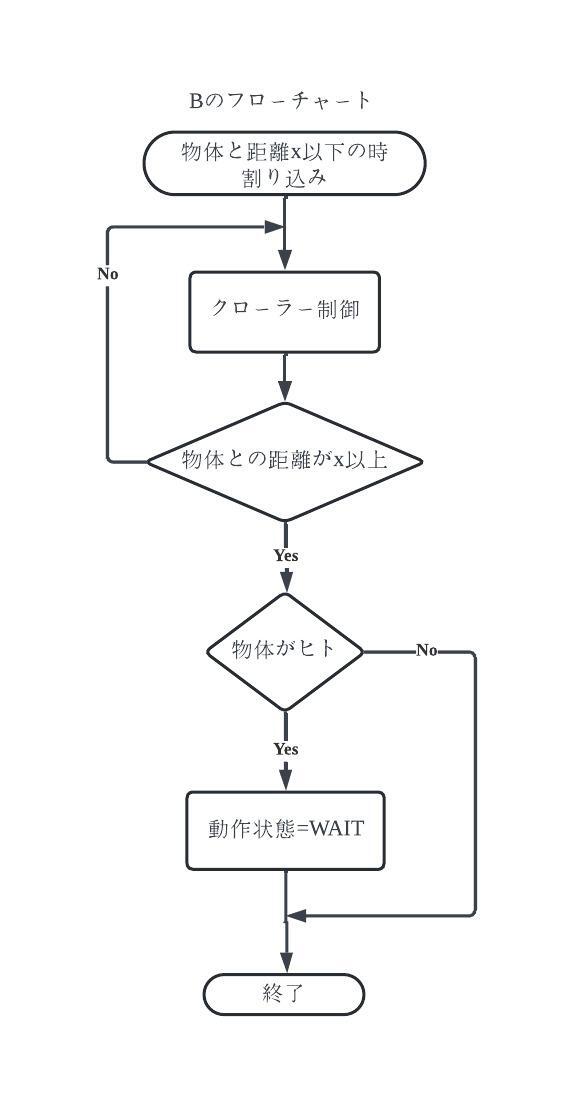 Bのフローチャート
物体と距離x以下の時
割り込み
No
クローラー制御
物体との距離がx以上
Yes
物体がヒト
No
Yes
動作状態=WAIT
終了